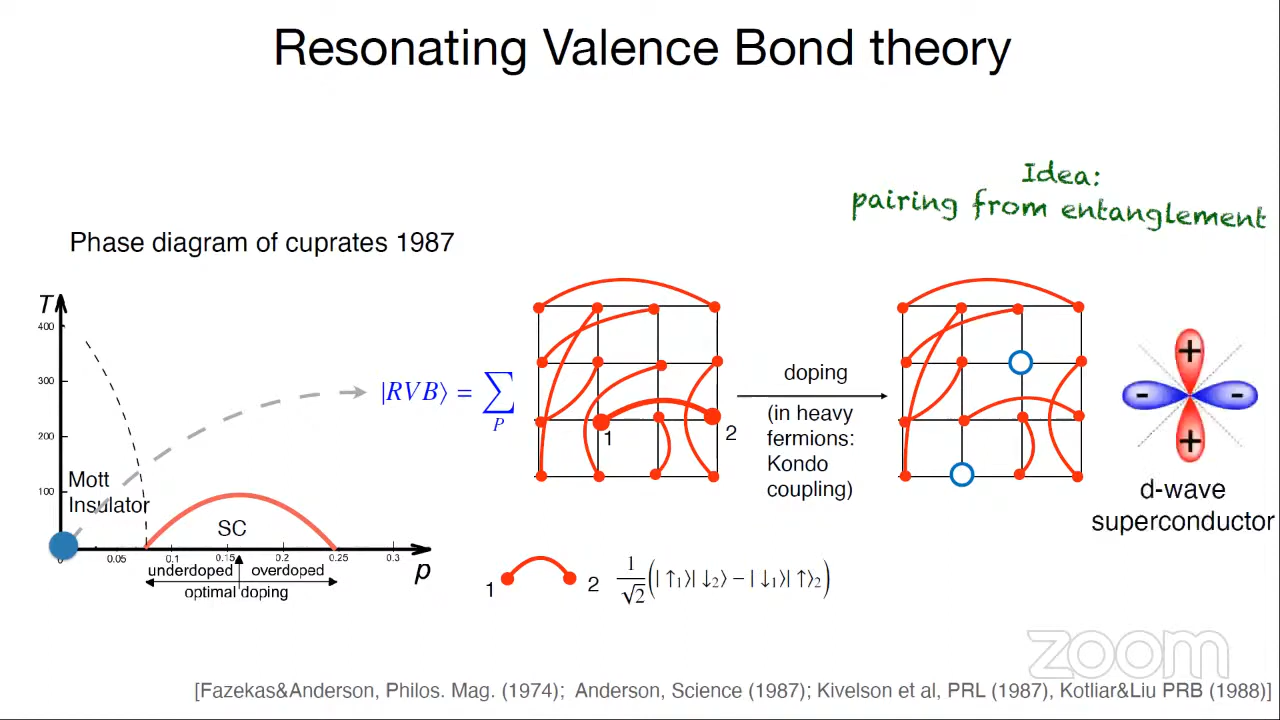 Resonating Valence Bond theory
Idea:
pairing from entanglement
Phase diagram of cuprates 1987
T
400
300
200
100
Mott
Insulator
SC
0
0.05
0.1
0.15
0.2
0.25
0.3
p
underdoped
overdoped
optimal doping
|RVB⟩ = ∑
P
1
2
doping
(in heavy
fermions:
Kondo
coupling)
+
-
-
+
d-wave
superconductor
1
2
1/√2 (|↑₁⟩|↓₂⟩ − |↓₁⟩|↑⟩₂)
zoom
[Fazekas&Anderson, Philos. Mag. (1974); Anderson, Science (1987); Kivelson et al, PRL (1987), Kotliar&Liu PRB (1988)]